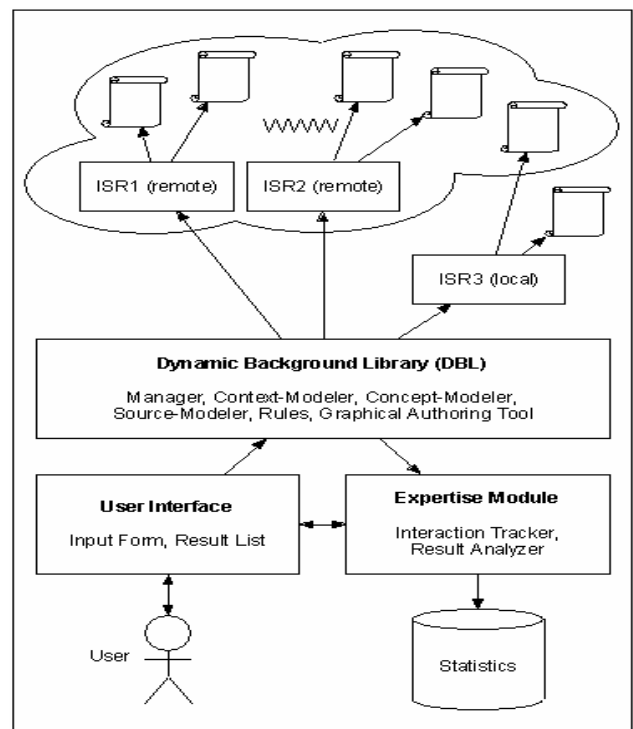 WWWWW
ISR1 (remote)
ISR2 (remote)
ISR3 (local)
Dynamic Background Library (DBL)
Manager, Context-Modeler, Concept-Modeler,
Source-Modeler, Rules, Graphical Authoring Tool
User Interface
Input Form, Result List
Expertise Module
Interaction Tracker,
Result Analyzer
User
Statistics